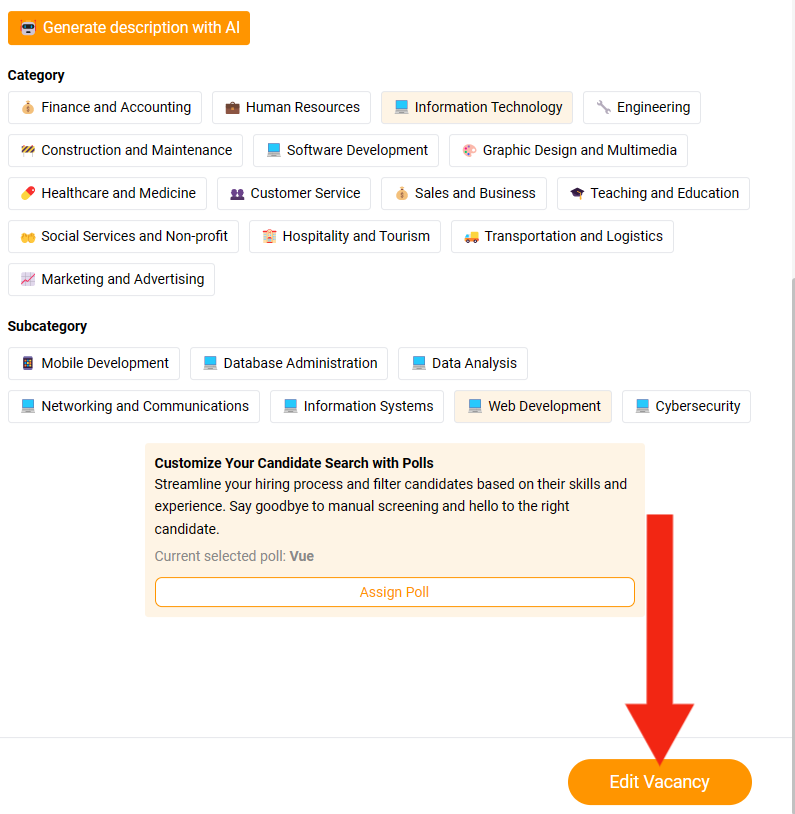 Generate description with AI
Category
Finance and Accounting Human Resources Information Technology Engineering
Construction and Maintenance Software Development Graphic Design and Multimedia
Healthcare and Medicine Customer Service Sales and Business Teaching and Education
Social Services and Non-profit Hospitality and Tourism Transportation and Logistics
Marketing and Advertising
Subcategory
Mobile Development Database Administration Data Analysis
Networking and Communications Information Systems Web Development Cybersecurity
Customize Your Candidate Search with Polls
Streamline your hiring process and filter candidates based on their skills and
experience. Say goodbye to manual screening and hello to the right
candidate.
Current selected poll: Vue
Assign Poll
Edit Vacancy